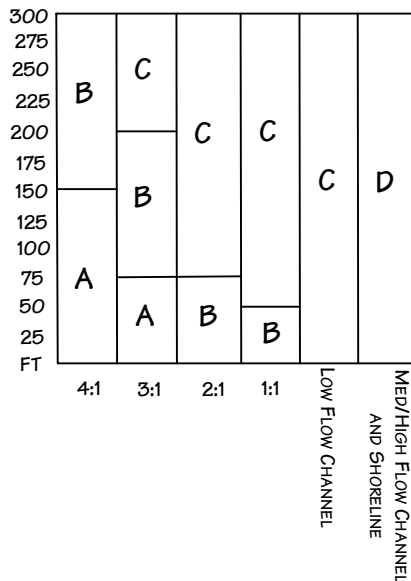 300
275
250
225
200
175
150
125
100
75
50
25
FT
B
A
C
B
A
C
B
C
B
C
D
4:1
3:1
2:1
1:1
LOW FLOW CHANNEL
MED/HIGH FLOW CHANNEL
AND SHORELINE